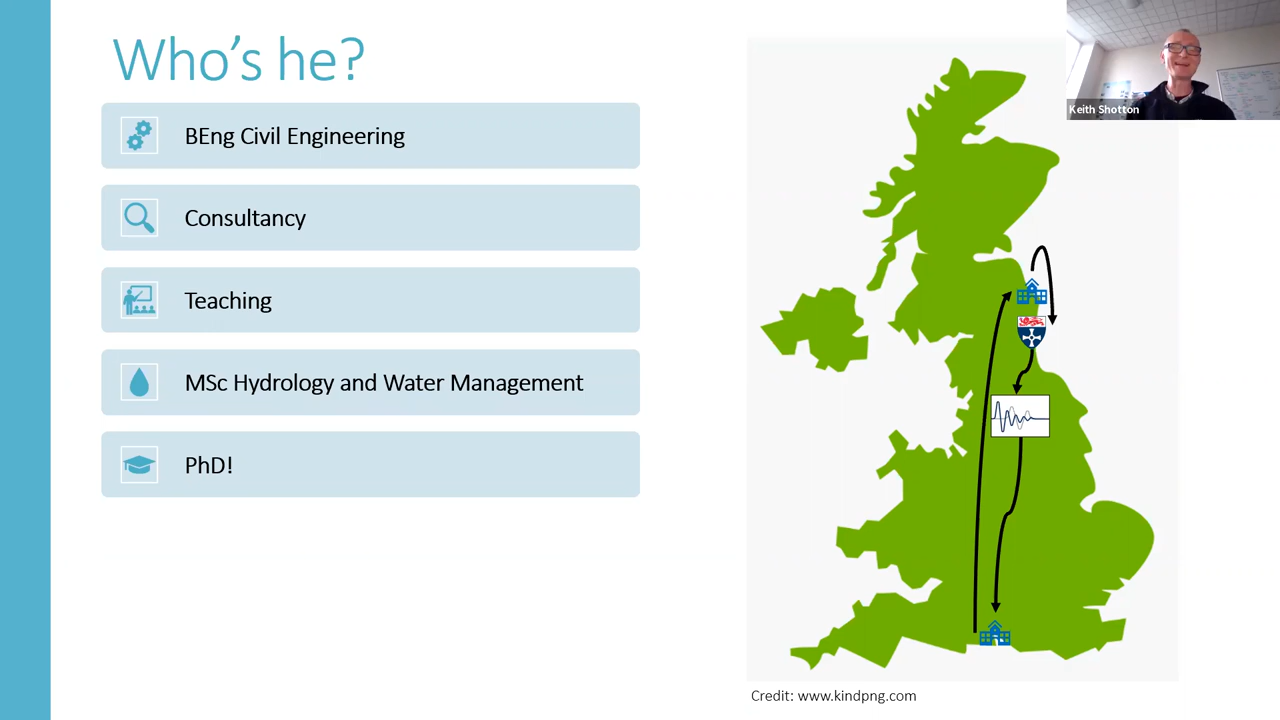 Who's he?
BEng Civil Engineering
Consultancy
Teaching
MSc Hydrology and Water Management
PhD!
Keith Shotton
Credit: www.kindpng.com